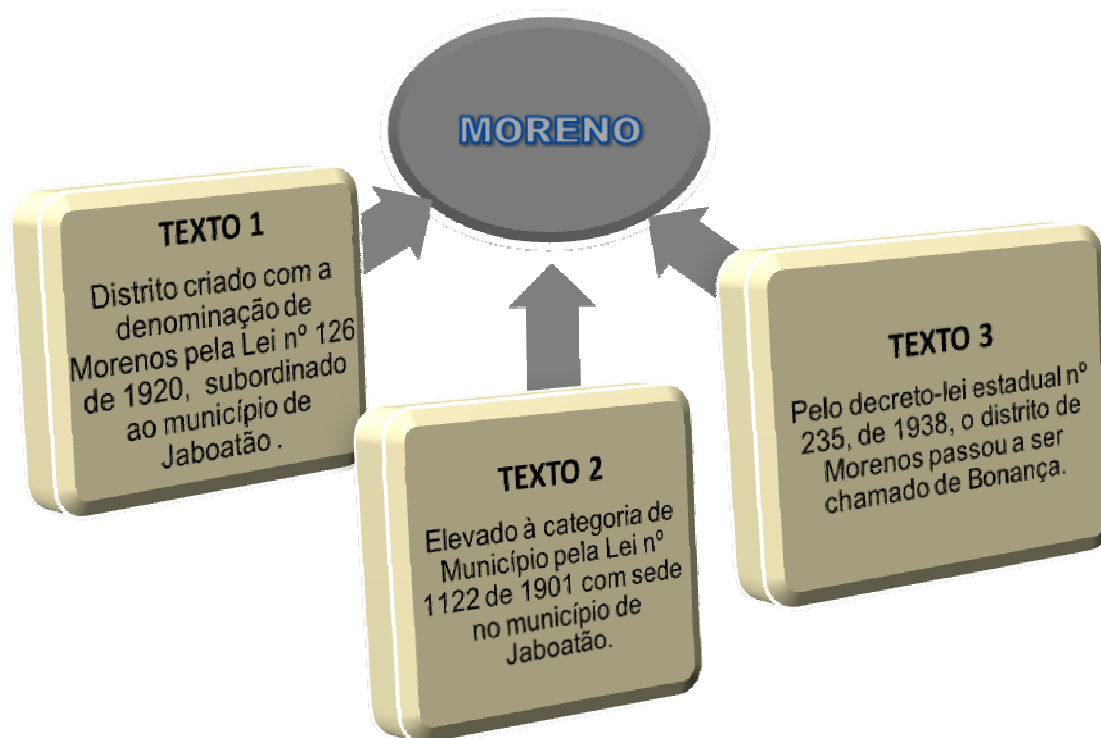 MORENO
TEXTO 1
Distrito criado com a
denominação de
Morenos pela Lei nº 126
de 1920, subordinado
ao município de
Jaboatão .
TEXTO 2
Elevado à categoria de
Município pela Lei nº
1122 de 1901 com sede
no município de
Jaboatão.
TEXTO 3
Pelo decreto-lei estadual nº
235, de 1938, o distrito de
Morenos passou a ser
chamado de Bonança.